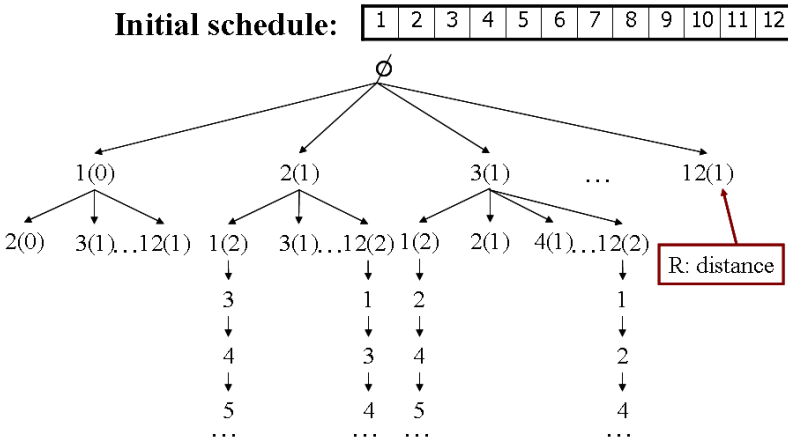 Initial schedule: 1 2 3 4 5 6 7 8 9 10 11 12
Ø
1(0) 2(1) 3(1) ... 12(1)
2(0) 3(1)...12(1) 1(2) 3(1)...12(2) 1(2) 2(1) 4(1)...12(2)
R: distance
3 1 2 1
4 3 4 2
5 4 5 4
... ... ... ...